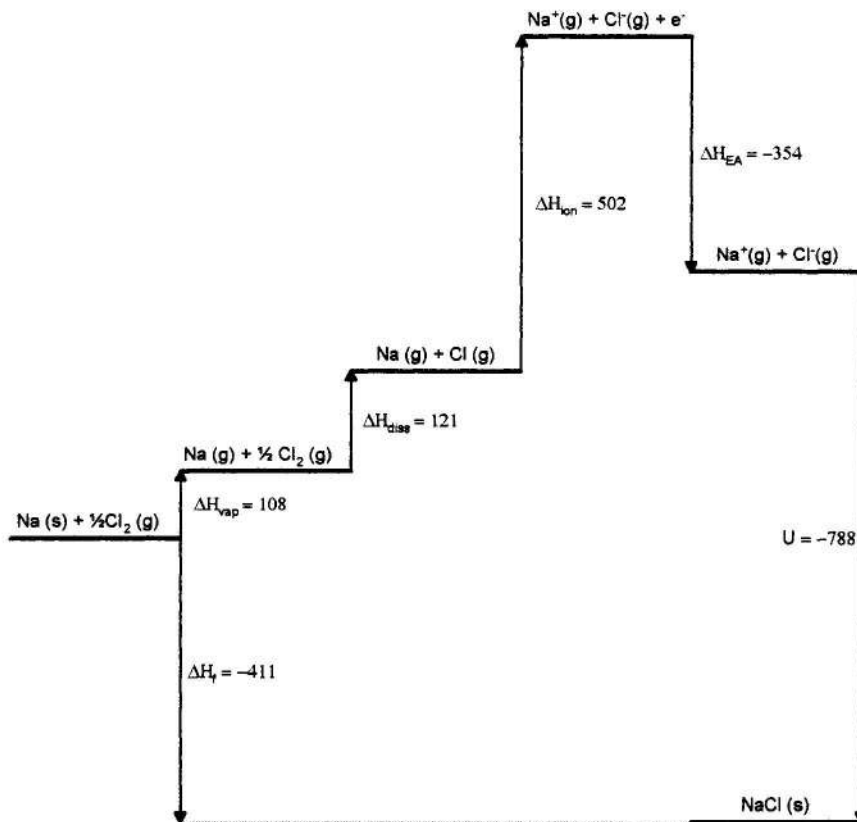 Na⁺(g) + Cl⁻(g) + e⁻
ΔH_EA = −354
ΔH_ion = 502
Na⁺(g) + Cl⁻(g)
Na (g) + Cl (g)
ΔH_diss = 121
Na (g) + ½ Cl₂ (g)
ΔH_vap = 108
Na (s) + ½Cl₂ (g)
U = −788
ΔH_f = −411
NaCl (s)